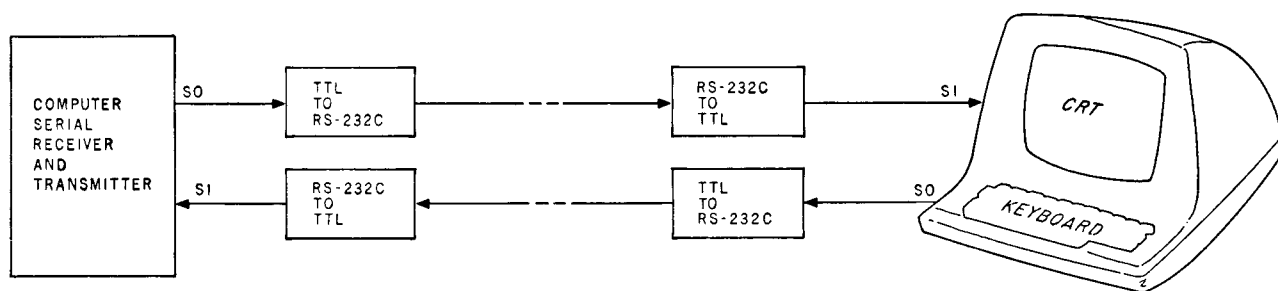 COMPUTER
SERIAL
RECEIVER
AND
TRANSMITTER
SO
TTL
TO
RS-232C
RS-232C
TO
TTL
SI
CRT
SI
RS-232C
TO
TTL
TTL
TO
RS-232C
SO
KEYBOARD